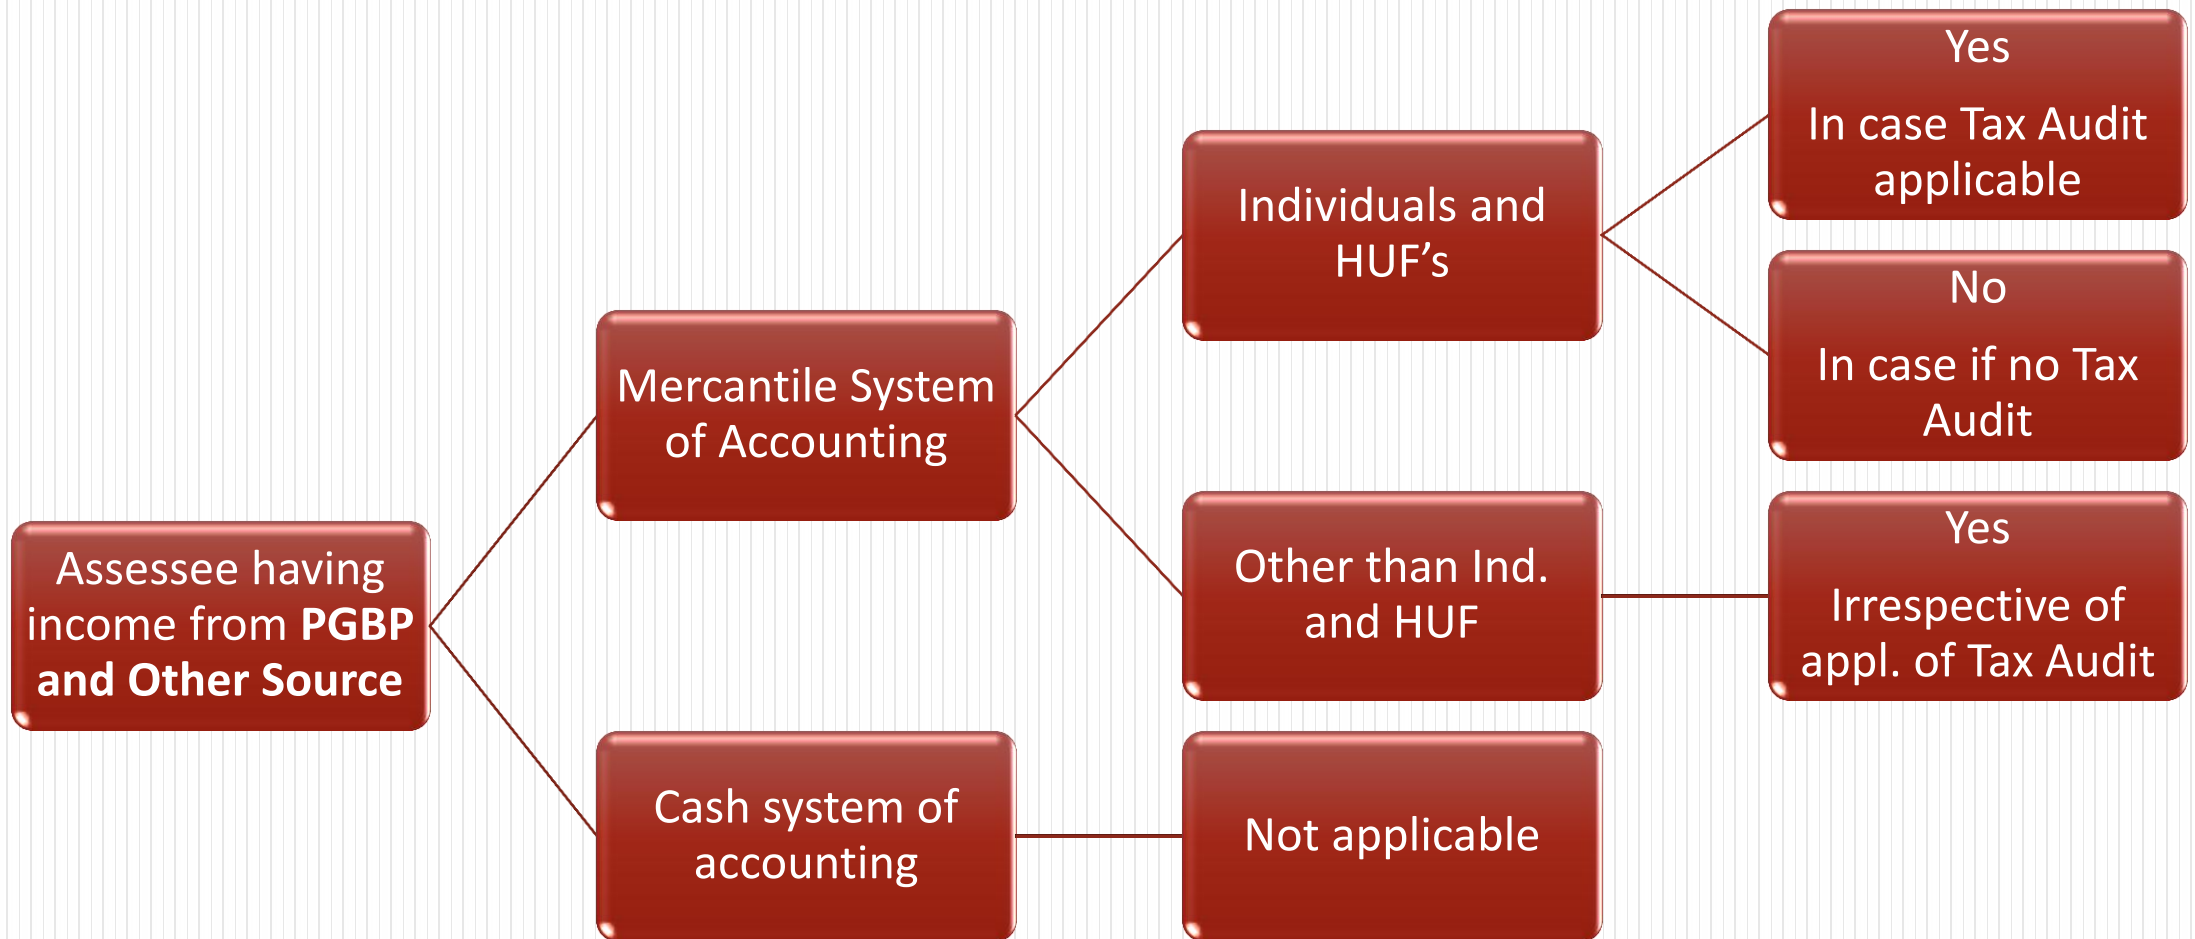 Assessee having
income from PGBP
and Other Source
Mercantile System
of Accounting
Individuals and
HUF’s
Yes
In case Tax Audit
applicable
No
In case if no Tax
Audit
Other than Ind.
and HUF
Yes
Irrespective of
appl. of Tax Audit
Cash system of
accounting
Not applicable